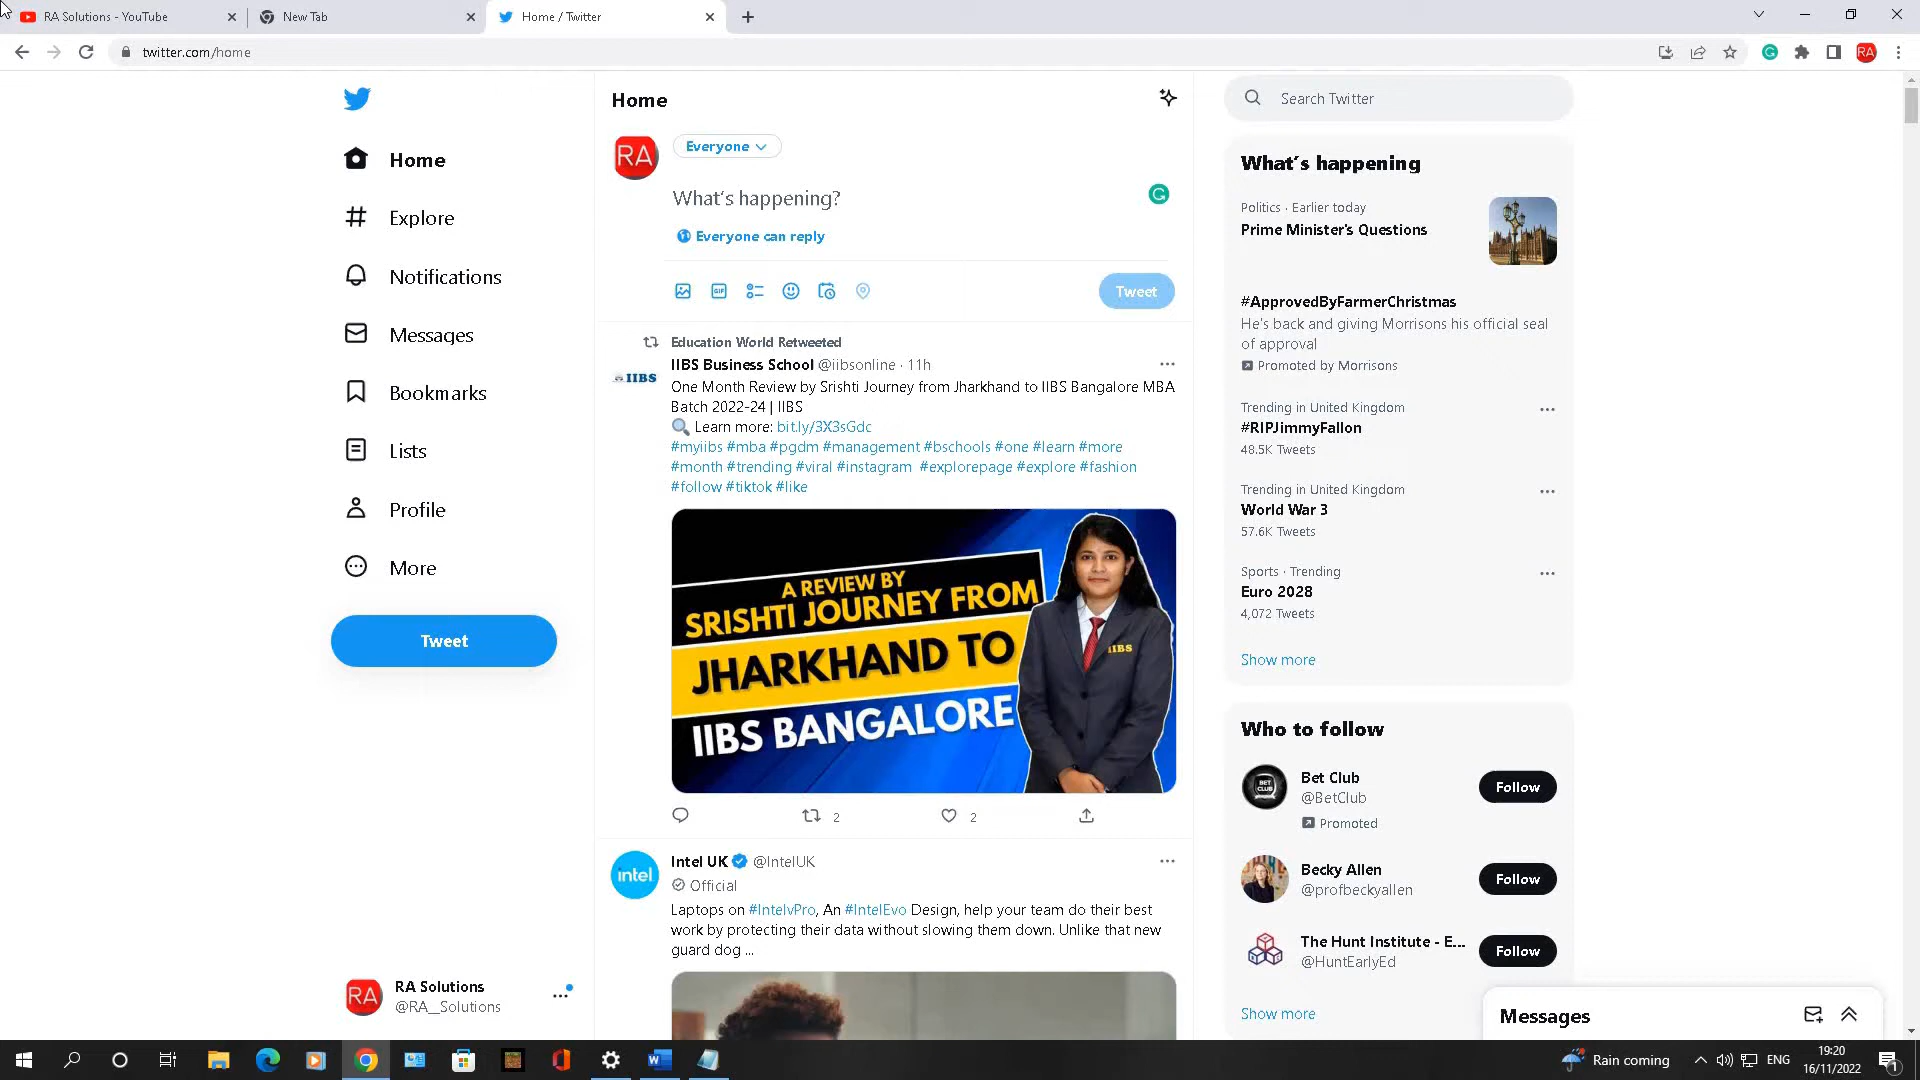 RA Solutions - YouTube
New Tab
Home / Twitter
twitter.com/home
RA
Home
Explore
Notifications
Messages
Bookmarks
Lists
Profile
More
Tweet
RA
RA Solutions
@RA__Solutions
Home
RA
Everyone
What's happening?
Everyone can reply
GIF
Tweet
Education World Retweeted
IIBS
IIBS Business School @iibsonline · 11h
One Month Review by Srishti Journey from Jharkhand to IIBS Bangalore MBA
Batch 2022-24 | IIBS
Learn more: bit.ly/3X3sGdc
#myiibs #mba #pgdm #management #bschools #one #learn #more
#month #trending #viral #instagram #explorepage #explore #fashion
#follow #tiktok #like
A REVIEW BY
SRISHTI JOURNEY FROM
JHARKHAND TO
IIBS BANGALORE
IIBS
2
2
intel
Intel UK @IntelUK
Official
Laptops on #IntelvPro, An #IntelEvo Design, help your team do their best
work by protecting their data without slowing them down. Unlike that new
guard dog ...
Search Twitter
What's happening
Politics · Earlier today
Prime Minister's Questions
#ApprovedByFarmerChristmas
He's back and giving Morrisons his official seal
of approval
Promoted by Morrisons
Trending in United Kingdom
#RIPJimmyFallon
48.5K Tweets
Trending in United Kingdom
World War 3
57.6K Tweets
Sports · Trending
Euro 2028
4,072 Tweets
Show more
Who to follow
BET
CLUB
Bet Club
@BetClub
Promoted
Follow
Becky Allen
@profbeckyallen
Follow
The Hunt Institute - E...
@HuntEarlyEd
Follow
Show more
Messages
Rain coming
ENG
19:20
16/11/2022
1